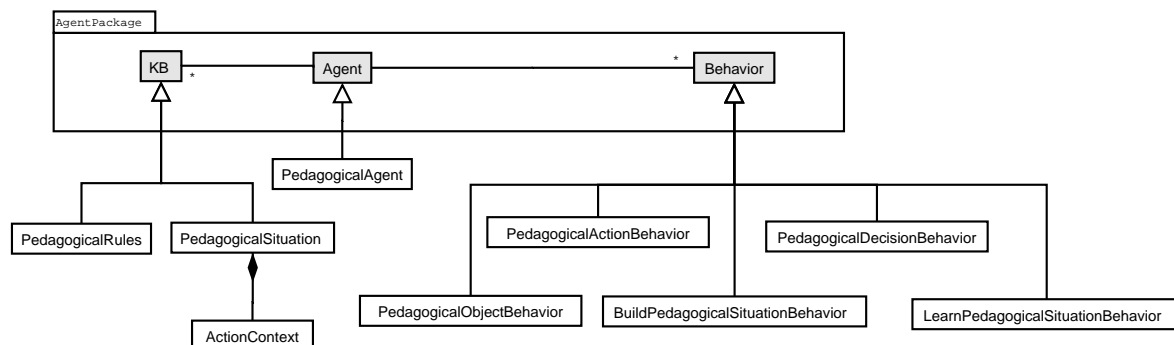 AgentPackage
KB
*
Agent
*
Behavior
PedagogicalAgent
PedagogicalRules
PedagogicalSituation
PedagogicalActionBehavior
PedagogicalDecisionBehavior
PedagogicalObjectBehavior
BuildPedagogicalSituationBehavior
LearnPedagogicalSituationBehavior
ActionContext